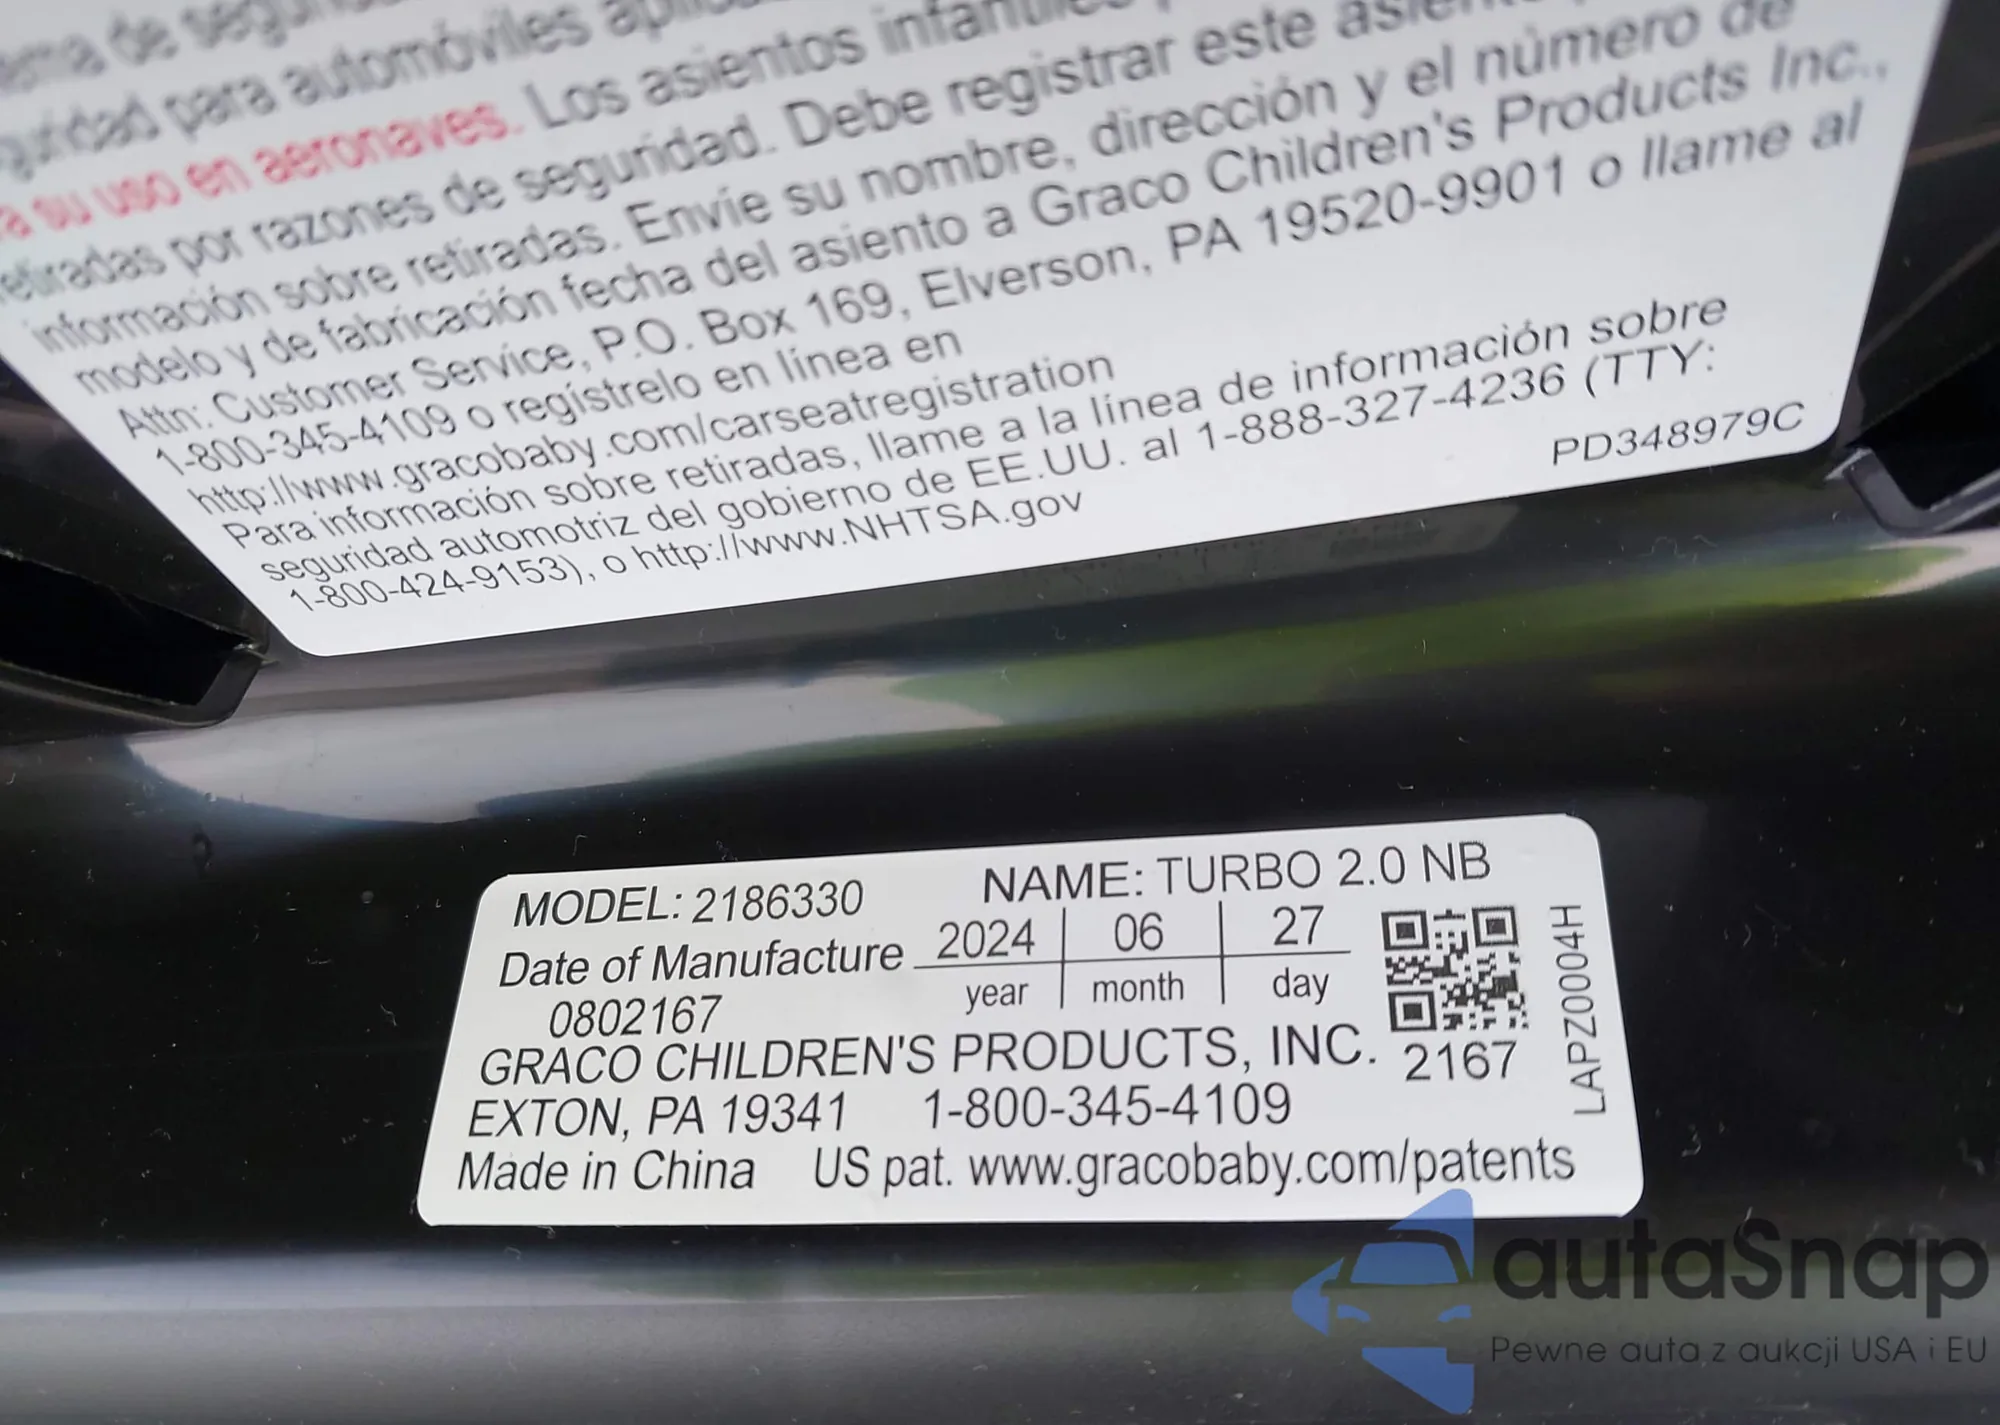 ema de
guridad para automóviles
a su uso en aeronaves. Los asientos infantiles
retiradas por razones de seguridad. Debe registrar este asiento
información sobre retiradas. Envíe su nombre, dirección y el número de
modelo y de fabricación fecha del asiento a Graco Children's Products Inc.,
Attn: Customer Service, P.O. Box 169, Elverson, PA 19520-9901 o llame al
1-800-345-4109 o regístrelo en línea en
http://www.gracobaby.com/carseatregistration
Para información sobre retiradas, llame a la línea de información sobre
seguridad automotriz del gobierno de EE.UU. al 1-888-327-4236 (TTY:
1-800-424-9153), o http://www.NHTSA.gov
PD348979C
MODEL: 2186330 NAME: TURBO 2.0 NB
Date of Manufacture 2024 06 27
year month day
0802167
GRACO CHILDREN'S PRODUCTS, INC. 2167
EXTON, PA 19341 1-800-345-4109
Made in China US pat. www.gracobaby.com/patents
LAPZ0004H
autaSnap
Pewne auta z aukcji USA i EU